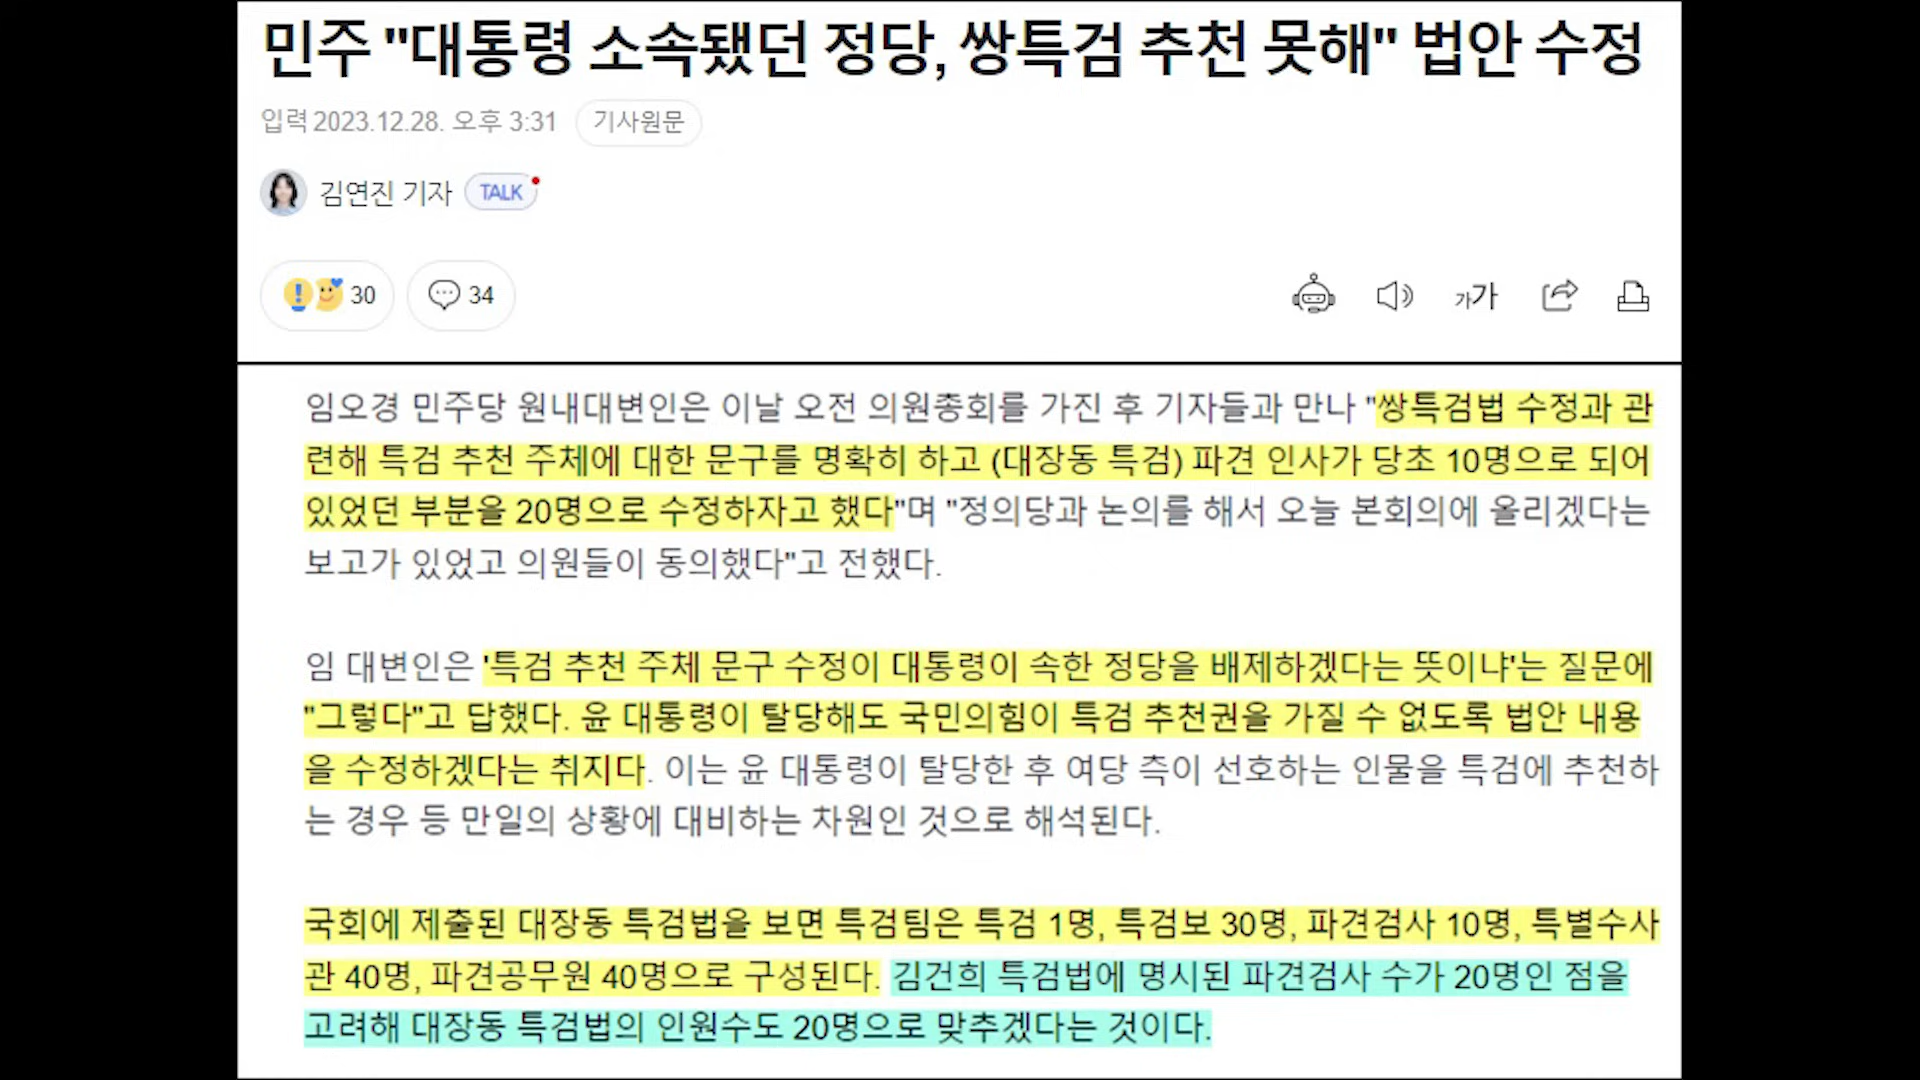 민주 "대통령 소속됐던 정당, 쌍특검 추천 못해" 법안 수정
입력 2023.12.28. 오후 3:31 기사원문
김연진 기자 TALK
30 34 가가
임오경 민주당 원내대변인은 이날 오전 의원총회를 가진 후 기자들과 만나 "쌍특검법 수정과 관
련해 특검 추천 주체에 대한 문구를 명확히 하고 (대장동 특검) 파견 인사가 당초 10명으로 되어
있었던 부분을 20명으로 수정하자고 했다"며 "정의당과 논의를 해서 오늘 본회의에 올리겠다는
보고가 있었고 의원들이 동의했다"고 전했다.
임 대변인은 '특검 추천 주체 문구 수정이 대통령이 속한 정당을 배제하겠다는 뜻이냐'는 질문에
"그렇다"고 답했다. 윤 대통령이 탈당해도 국민의힘이 특검 추천권을 가질 수 없도록 법안 내용
을 수정하겠다는 취지다. 이는 윤 대통령이 탈당한 후 여당 측이 선호하는 인물을 특검에 추천하
는 경우 등 만일의 상황에 대비하는 차원인 것으로 해석된다.
국회에 제출된 대장동 특검법을 보면 특검팀은 특검 1명, 특검보 30명, 파견검사 10명, 특별수사
관 40명, 파견공무원 40명으로 구성된다. 김건희 특검법에 명시된 파견검사 수가 20명인 점을
고려해 대장동 특검법의 인원수도 20명으로 맞추겠다는 것이다.